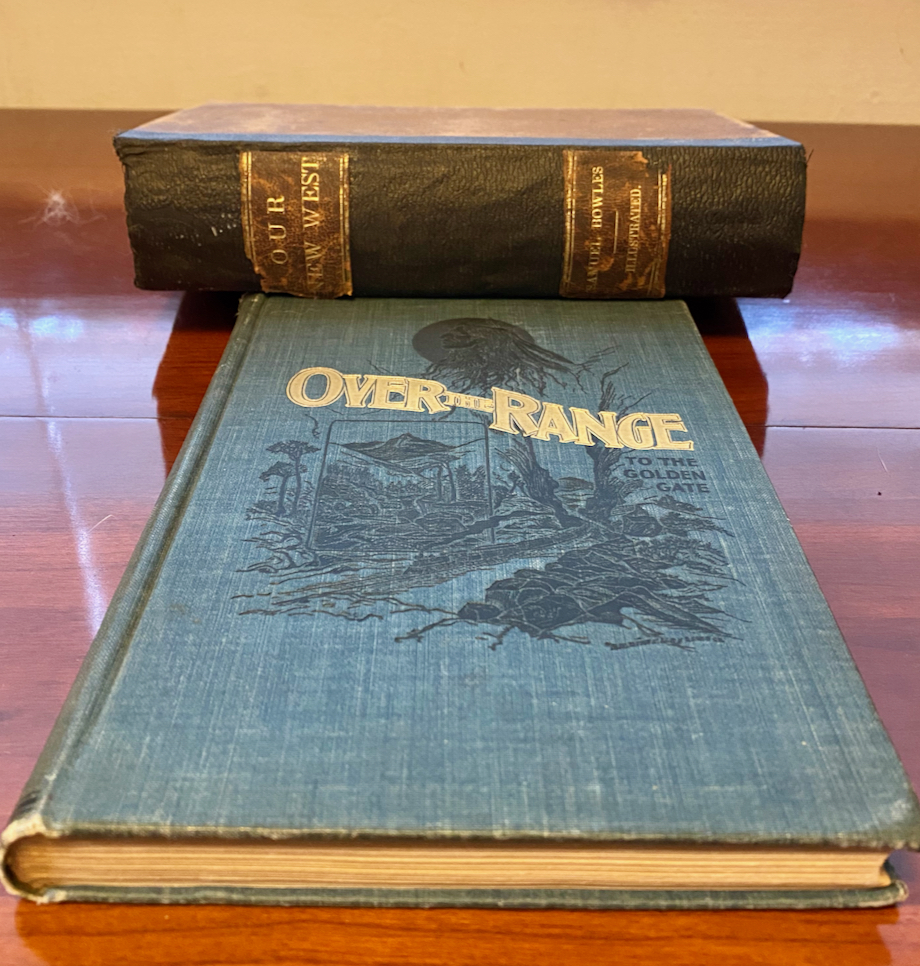 OUR
NEW WEST
SAMUEL BOWLES
ILLUSTRATED.
OVER THE RANGE
TO THE
GOLDEN
GATE